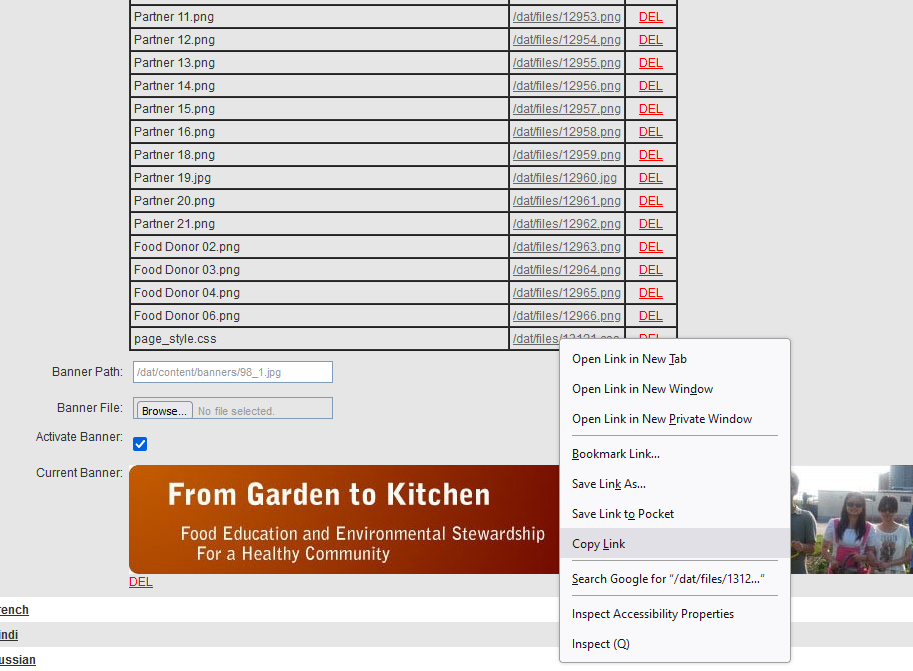 Partner 11.png /dat/files/12953.png DEL
Partner 12.png /dat/files/12954.png DEL
Partner 13.png /dat/files/12955.png DEL
Partner 14.png /dat/files/12956.png DEL
Partner 15.png /dat/files/12957.png DEL
Partner 16.png /dat/files/12958.png DEL
Partner 18.png /dat/files/12959.png DEL
Partner 19.jpg /dat/files/12960.jpg DEL
Partner 20.png /dat/files/12961.png DEL
Partner 21.png /dat/files/12962.png DEL
Food Donor 02.png /dat/files/12963.png DEL
Food Donor 03.png /dat/files/12964.png DEL
Food Donor 04.png /dat/files/12965.png DEL
Food Donor 06.png /dat/files/12966.png DEL
page_style.css /dat/files/13121.css DEL
Banner Path: /dat/content/banners/98_1.jpg
Banner File: Browse... No file selected.
Activate Banner:
Current Banner:
From Garden to Kitchen
Food Education and Environmental Stewardship
For a Healthy Community
DEL
rench
indi
ussian
Open Link in New Tab
Open Link in New Window
Open Link in New Private Window
Bookmark Link...
Save Link As...
Save Link to Pocket
Copy Link
Search Google for “/dat/files/1312...”
Inspect Accessibility Properties
Inspect (Q)